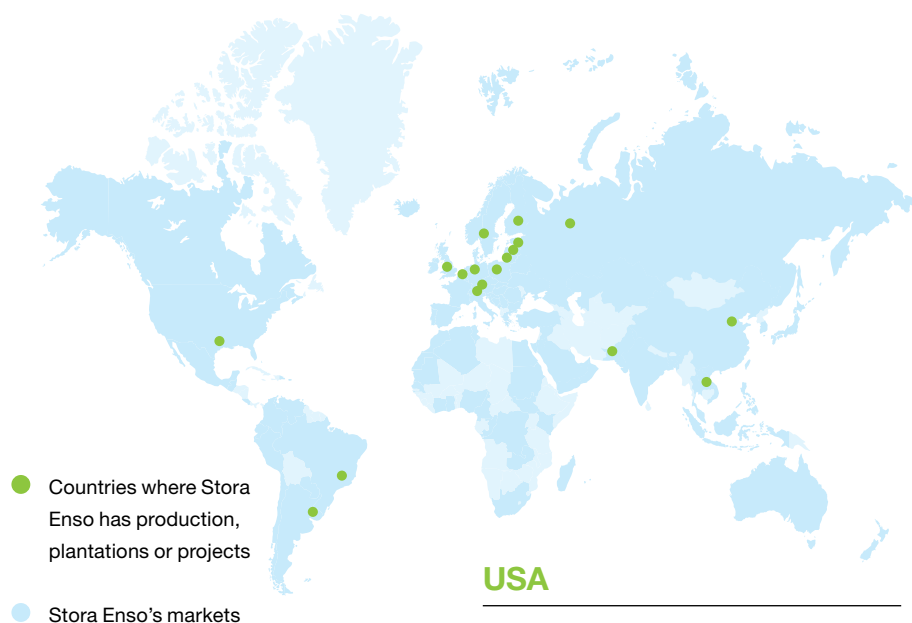 Countries where Stora
Enso has production,
plantations or projects
Stora Enso’s markets
USA